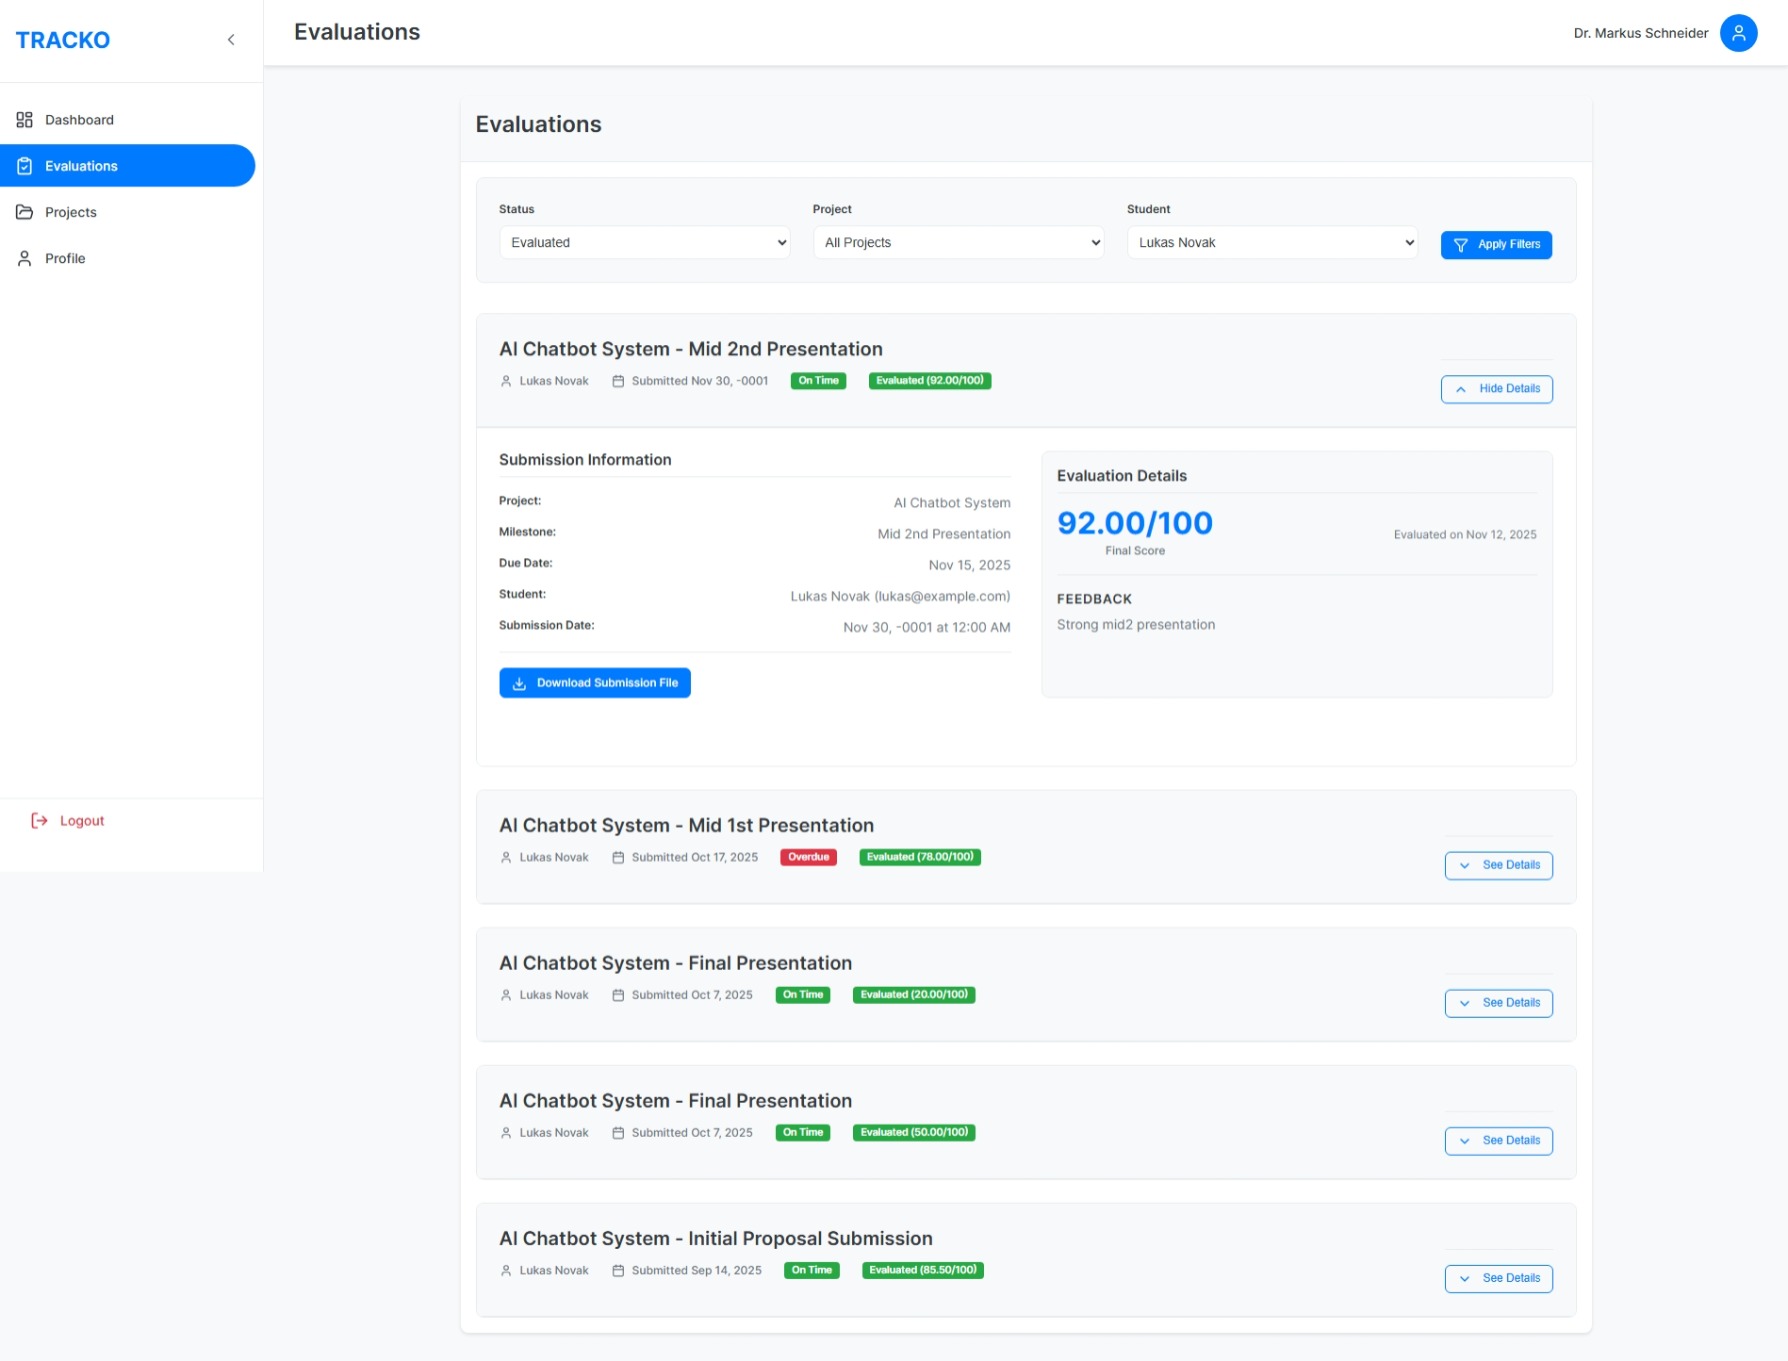 TRACKO
Evaluations
Dr. Markus Schneider
Dashboard
Evaluations
Projects
Profile
Logout
Evaluations
Status
Project
Student
Evaluated
All Projects
Lukas Novak
Apply Filters
AI Chatbot System - Mid 2nd Presentation
Lukas Novak Submitted Nov 30, -0001 On Time Evaluated (92.00/100)
Hide Details
Submission Information
Project: AI Chatbot System
Milestone: Mid 2nd Presentation
Due Date: Nov 15, 2025
Student: Lukas Novak (lukas@example.com)
Submission Date: Nov 30, -0001 at 12:00 AM
Download Submission File
Evaluation Details
92.00/100
Final Score
Evaluated on Nov 12, 2025
FEEDBACK
Strong mid2 presentation
AI Chatbot System - Mid 1st Presentation
Lukas Novak Submitted Oct 17, 2025 Overdue Evaluated (78.00/100)
See Details
AI Chatbot System - Final Presentation
Lukas Novak Submitted Oct 7, 2025 On Time Evaluated (20.00/100)
See Details
AI Chatbot System - Final Presentation
Lukas Novak Submitted Oct 7, 2025 On Time Evaluated (50.00/100)
See Details
AI Chatbot System - Initial Proposal Submission
Lukas Novak Submitted Sep 14, 2025 On Time Evaluated (85.50/100)
See Details